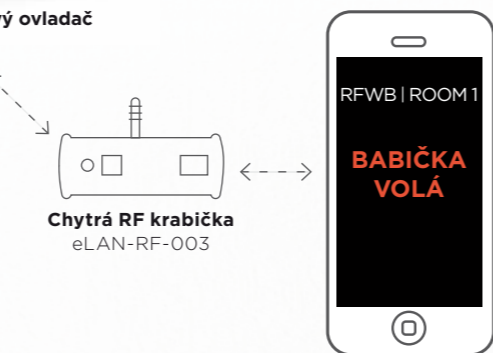 ovladač
Chytrá RF krabička
eLAN-RF-003
RFWB | ROOM 1
BABIČKA
VOLÁ